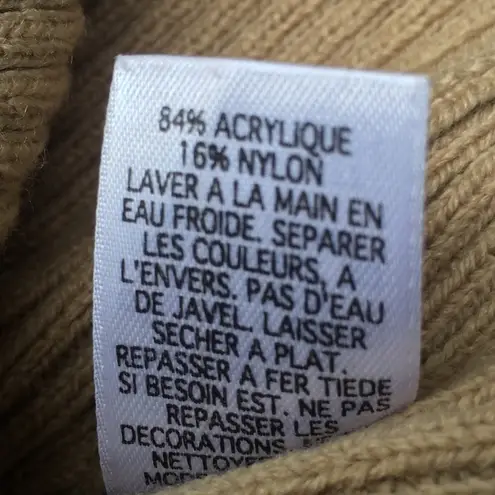 84% ACRYLIQUE
16% NYLON
LAVER A LA MAIN EN
EAU FROIDE. SEPARER
LES COULEURS, A
L'ENVERS. PAS D'EAU
DE JAVEL. LAISSER
SECHER A PLAT.
REPASSER A FER TIEDE
SI BESOIN EST. NE PAS
REPASSER LES
DECORATIONS.
NETTOYER